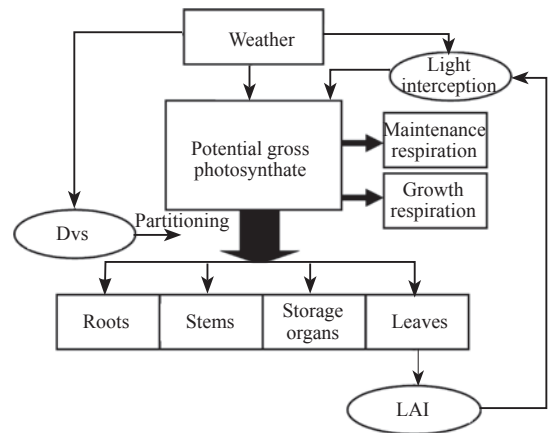 Weather
Light
interception
Potential gross
photosynthate
Maintenance
respiration
Growth
respiration
Partitioning
Dvs
Roots
Stems
Storage
organs
Leaves
LAI